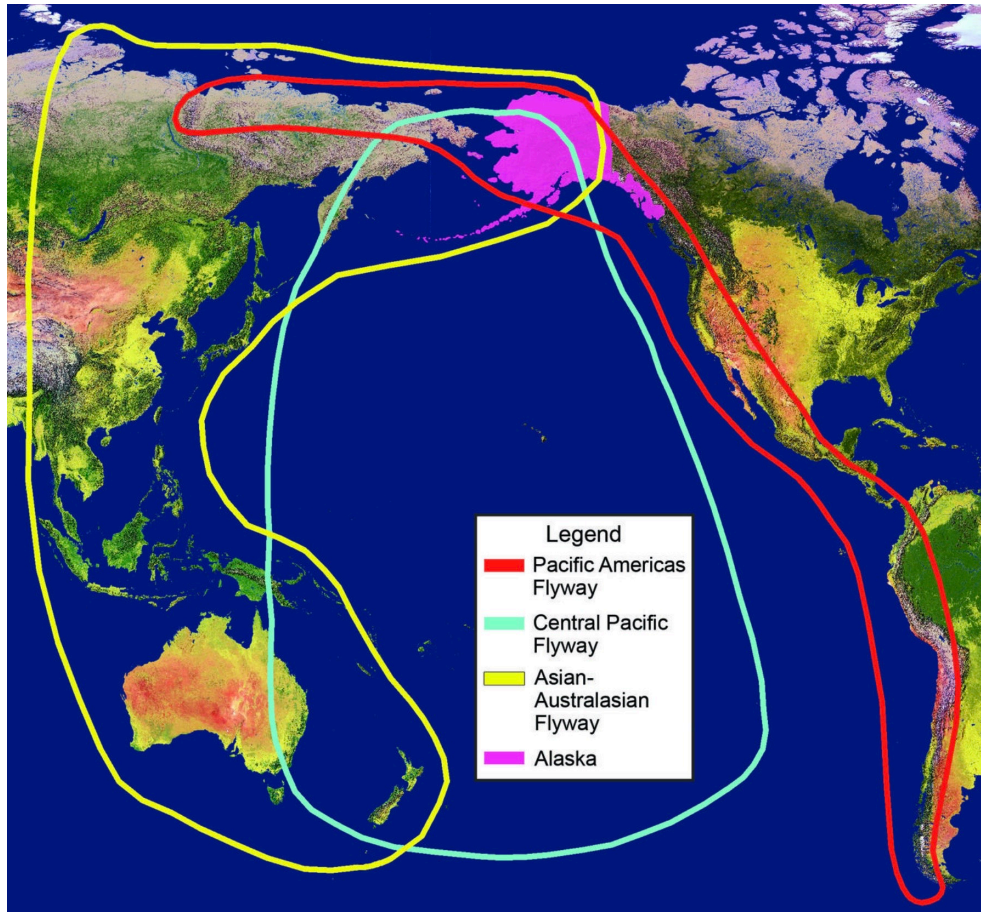 Legend
Pacific Americas
Flyway
Central Pacific
Flyway
Asian-
Australasian
Flyway
Alaska